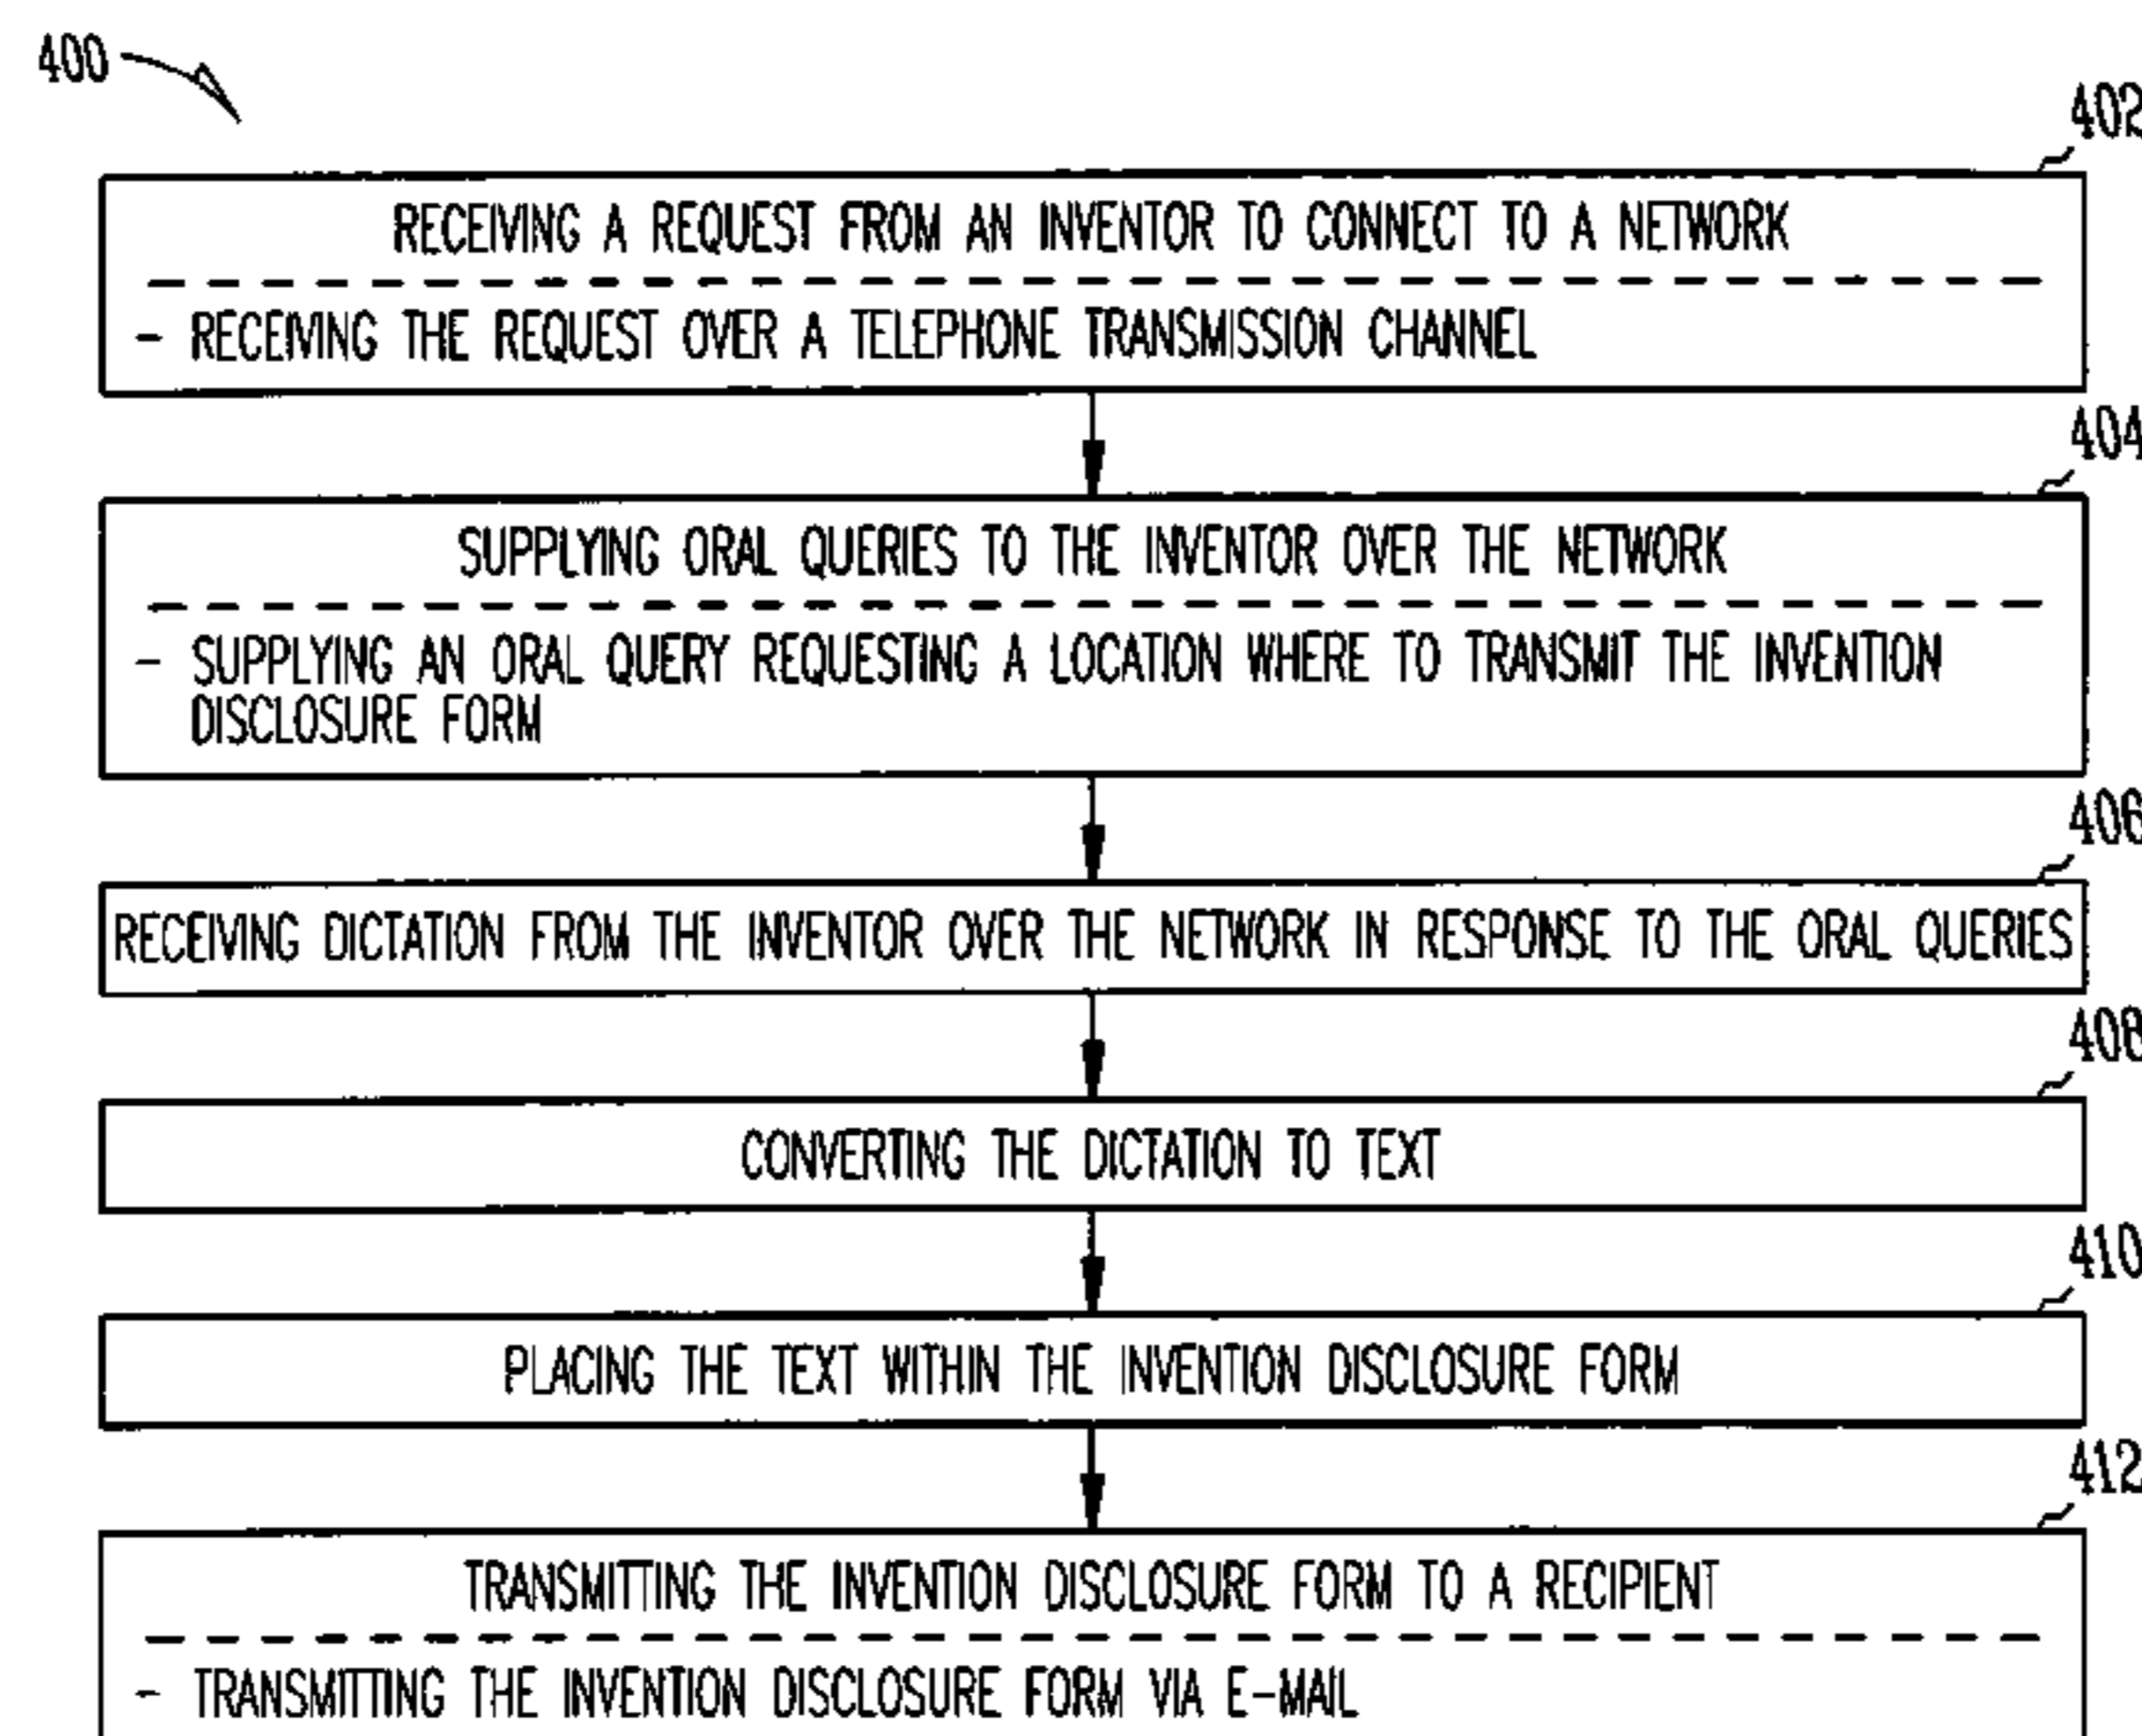 400
402
RECEIVING A REQUEST FROM AN INVENTOR TO CONNECT TO A NETWORK
- RECEIVING THE REQUEST OVER A TELEPHONE TRANSMISSION CHANNEL
404
SUPPLYING ORAL QUERIES TO THE INVENTOR OVER THE NETWORK
- SUPPLYING AN ORAL QUERY REQUESTING A LOCATION WHERE TO TRANSMIT THE INVENTION
DISCLOSURE FORM
406
RECEIVING DICTATION FROM THE INVENTOR OVER THE NETWORK IN RESPONSE TO THE ORAL QUERIES
408
CONVERTING THE DICTATION TO TEXT
410
PLACING THE TEXT WITHIN THE INVENTION DISCLOSURE FORM
412
TRANSMITTING THE INVENTION DISCLOSURE FORM TO A RECIPIENT
- TRANSMITTING THE INVENTION DISCLOSURE FORM VIA E-MAIL